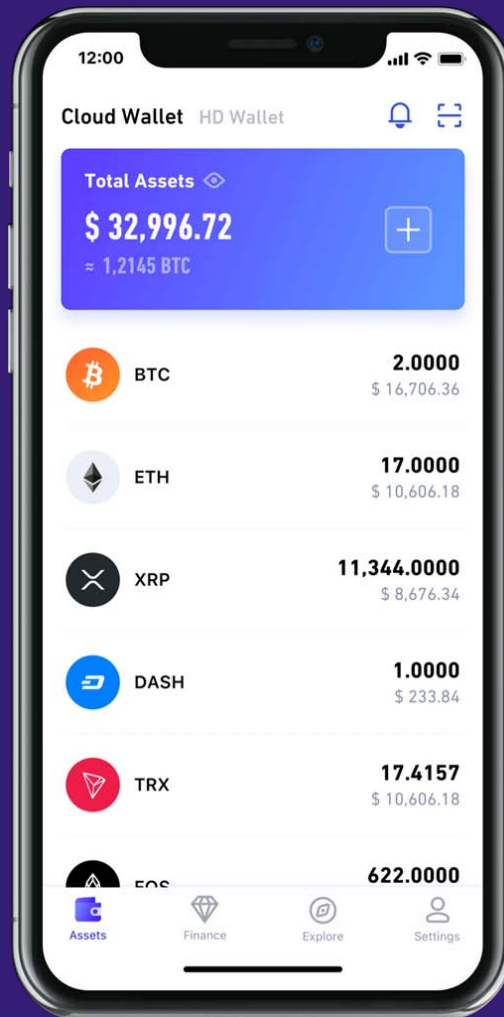 12:00
Cloud Wallet HD Wallet
Total Assets
$ 32,996.72
≈ 1,2145 BTC
BTC 2.0000
$ 16,706.36
ETH 17.0000
$ 10,606.18
XRP 11,344.0000
$ 8,676.34
DASH 1.0000
$ 233.84
TRX 17.4157
$ 10,606.18
EOS 622.0000
Assets Finance Explore Settings